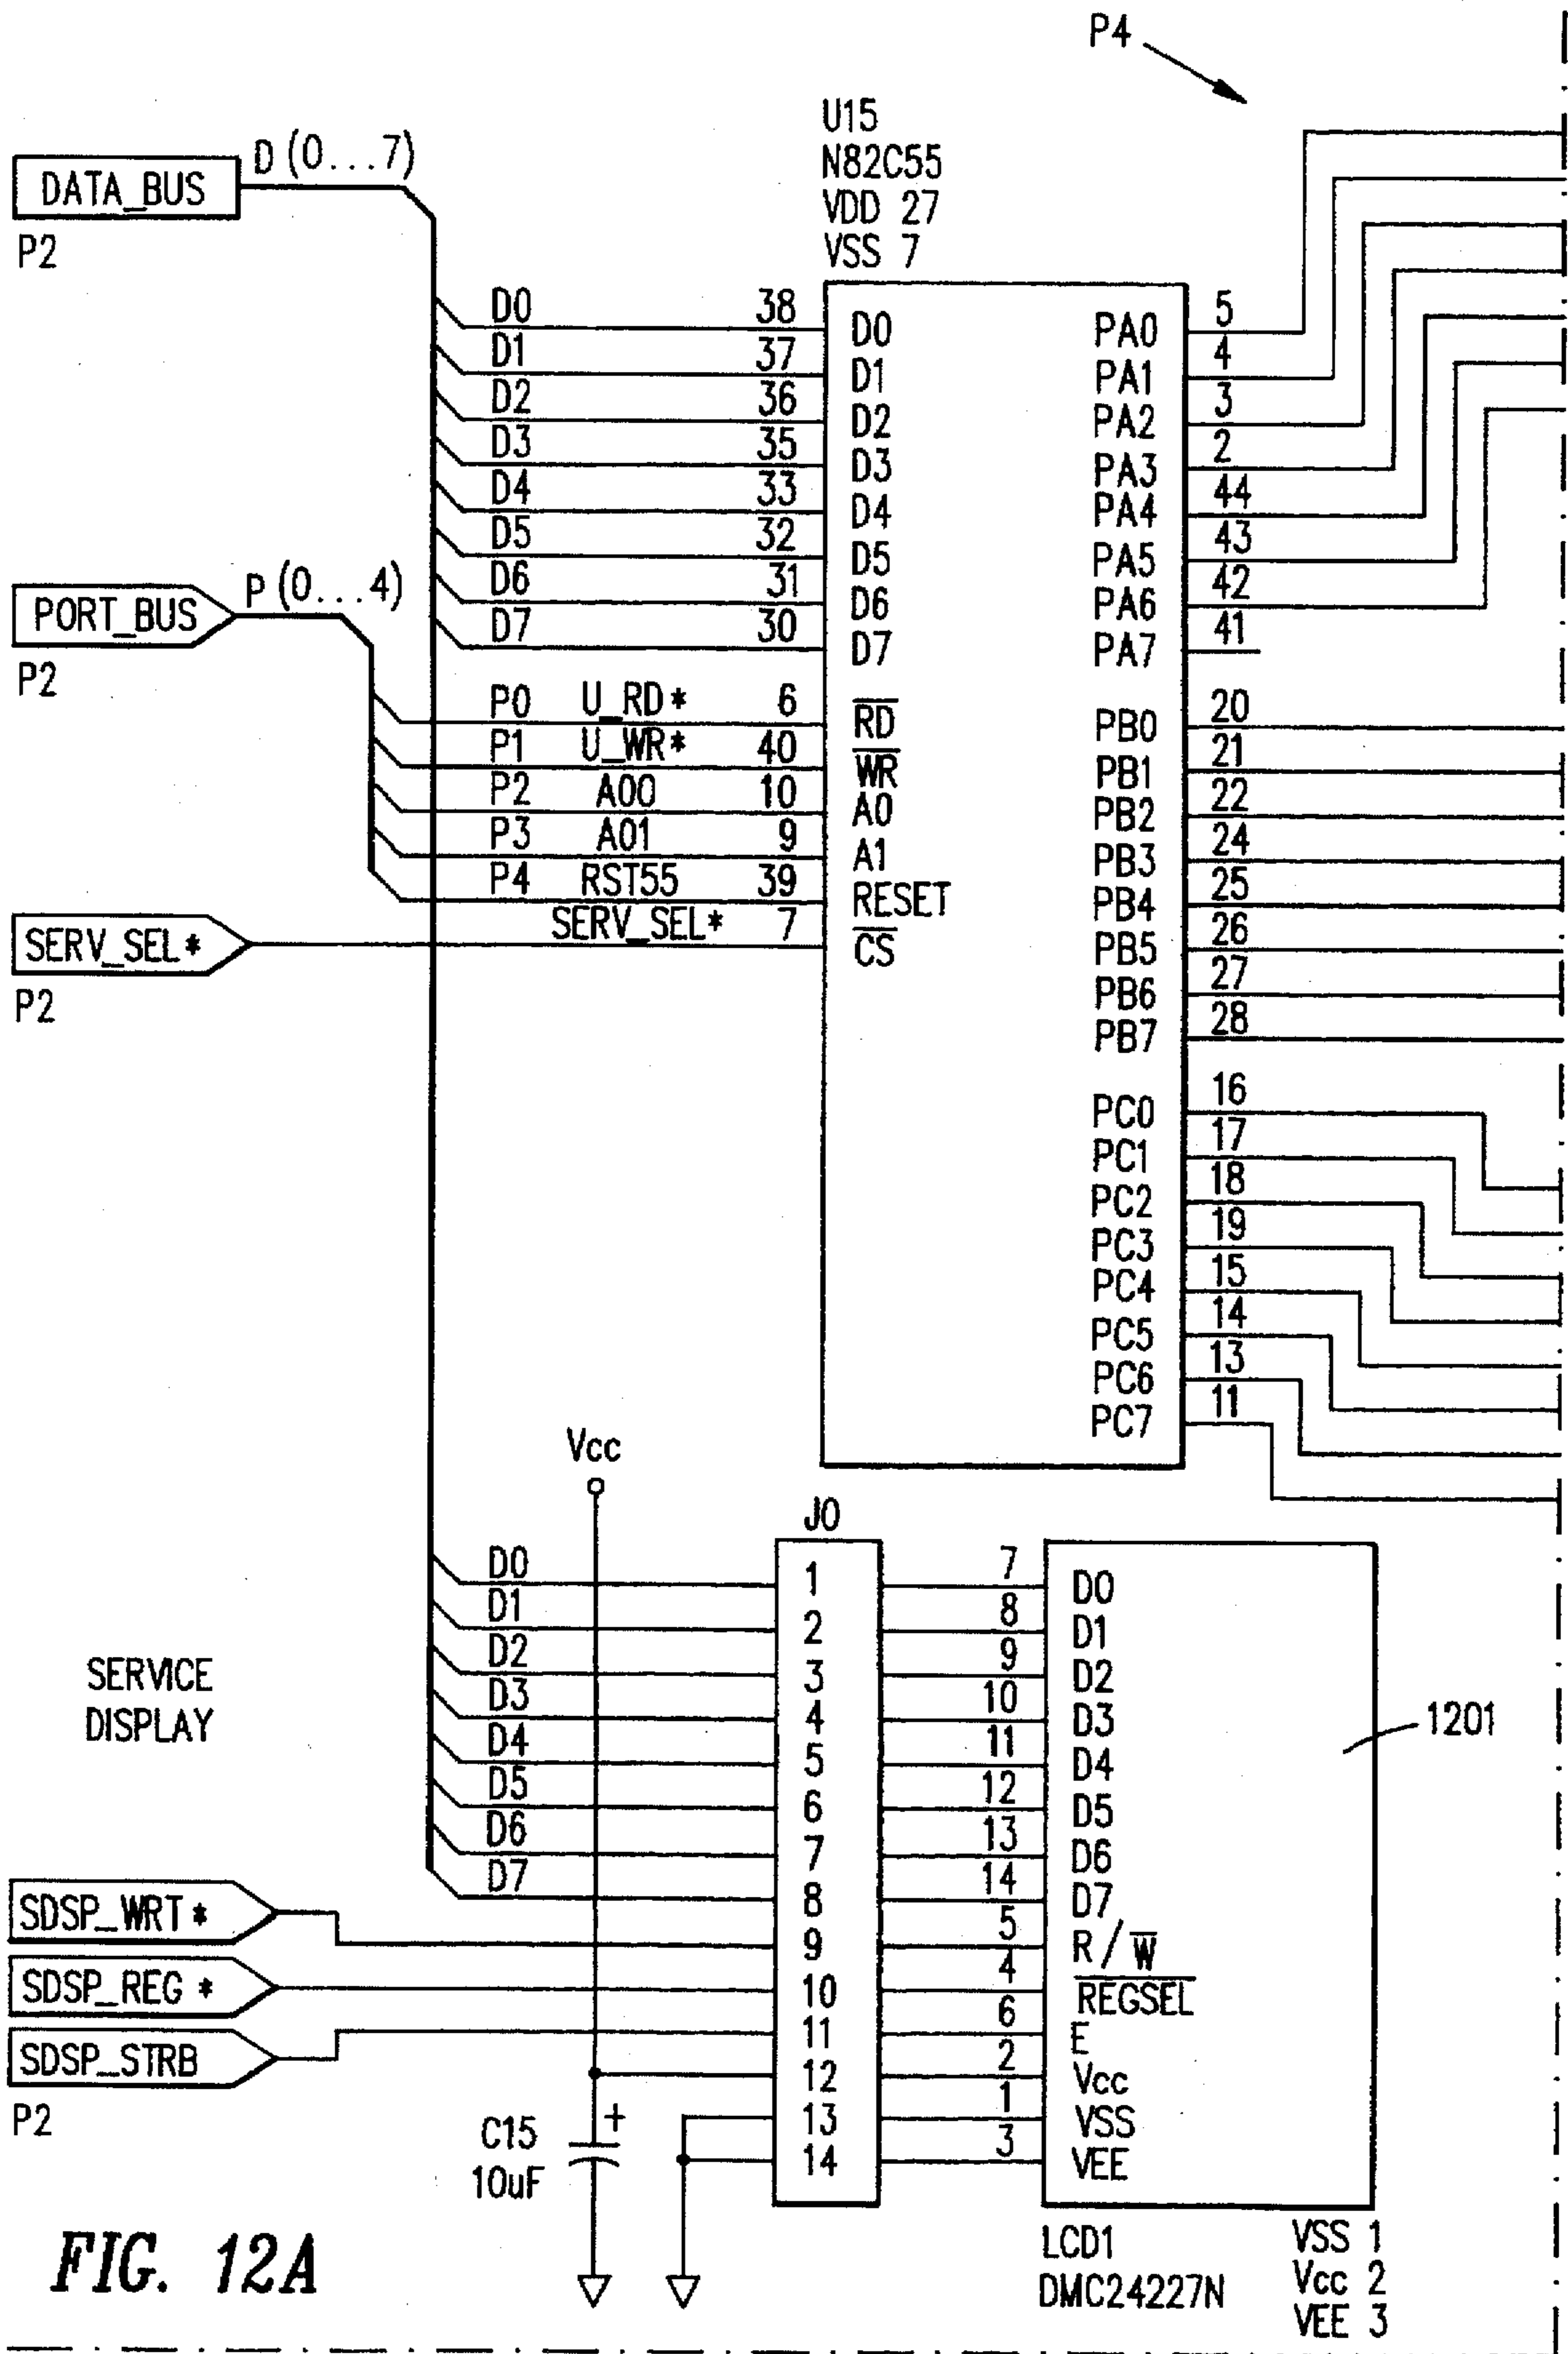 P4
U15
N82C55
VDD 27
VSS 7
DATA_BUS
D (0...7)
P2
D0 38 D0 PA0 5
D1 37 D1 PA1 4
D2 36 D2 PA2 3
D3 35 D3 PA3 2
D4 33 D4 PA4 44
D5 32 D5 PA5 43
D6 31 D6 PA6 42
D7 30 D7 PA7 41
PORT_BUS
P (0...4)
P2
P0 U_RD* 6 RD PB0 20
P1 U_WR* 40 WR PB1 21
P2 A00 10 A0 PB2 22
P3 A01 9 A1 PB3 24
P4 RST55 39 RESET PB4 25
SERV_SEL* SERV_SEL* 7 CS PB5 26
P2
PB6 27
PB7 28
PC0 16
PC1 17
PC2 18
PC3 19
PC4 15
PC5 14
PC6 13
PC7 11
Vcc
J0
D0 1 7 D0
D1 2 8 D1
D2 3 9 D2
D3 4 10 D3
D4 5 11 D4
D5 6 12 D5
D6 7 13 D6
D7 8 14 D7
SERVICE
DISPLAY
1201
SDSP_WRT* 9 5 R/W
SDSP_REG* 10 4 REGSEL
SDSP_STRB 11 6 E
P2
12 2 Vcc
13 1 VSS
14 3 VEE
C15 +
10uF
LCD1
DMC24227N
VSS 1
Vcc 2
VEE 3
FIG. 12A